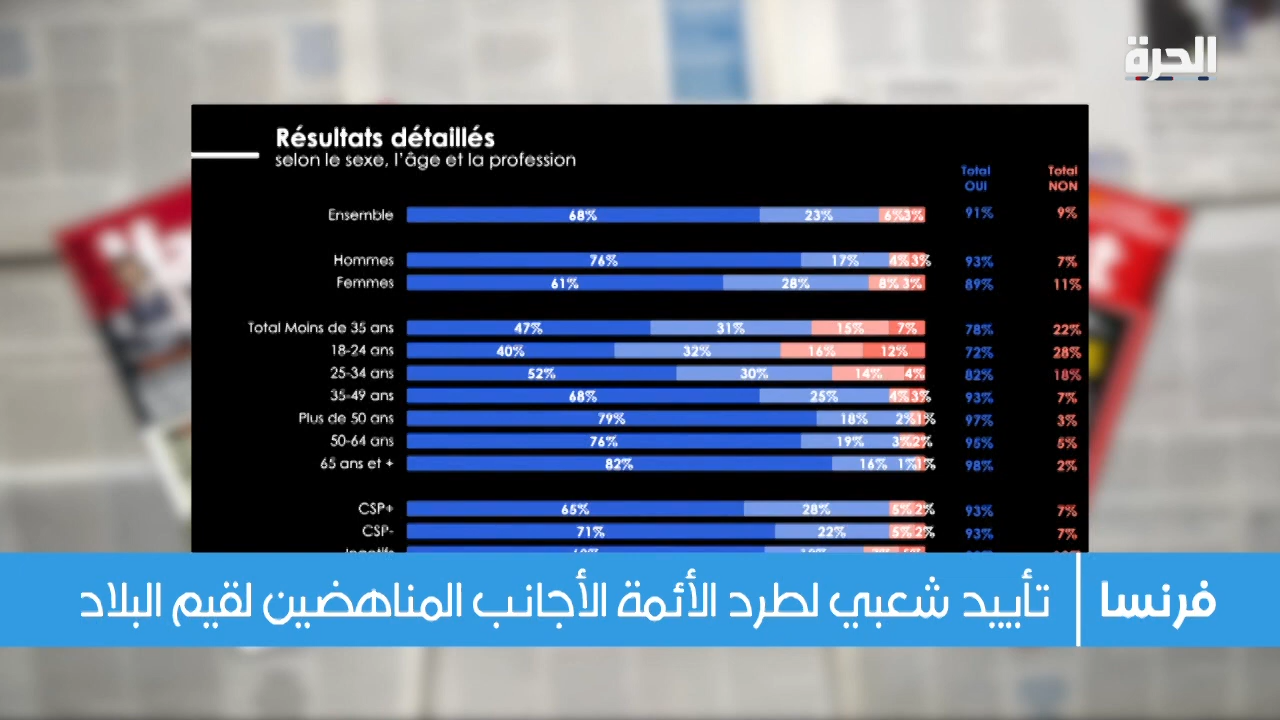 الحرة
Résultats détaillés
selon le sexe, l'âge et la profession
Total OUI Total NON
Ensemble 68% 23% 6% 3% 91% 9%
Hommes 76% 17% 4% 3% 93% 7%
Femmes 61% 28% 8% 3% 89% 11%
Total Moins de 35 ans 47% 31% 15% 7% 78% 22%
18-24 ans 40% 32% 16% 12% 72% 28%
25-34 ans 52% 30% 14% 4% 82% 18%
35-49 ans 68% 25% 4% 3% 93% 7%
Plus de 50 ans 79% 18% 2% 1% 97% 3%
50-64 ans 76% 19% 3% 2% 95% 5%
65 ans et + 82% 16% 1% 1% 98% 2%
CSP+ 65% 28% 5% 2% 93% 7%
CSP- 71% 22% 5% 2% 93% 7%
فرنسا
تأييد شعبي لطرد الأئمة الأجانب المناهضين لقيم البلاد